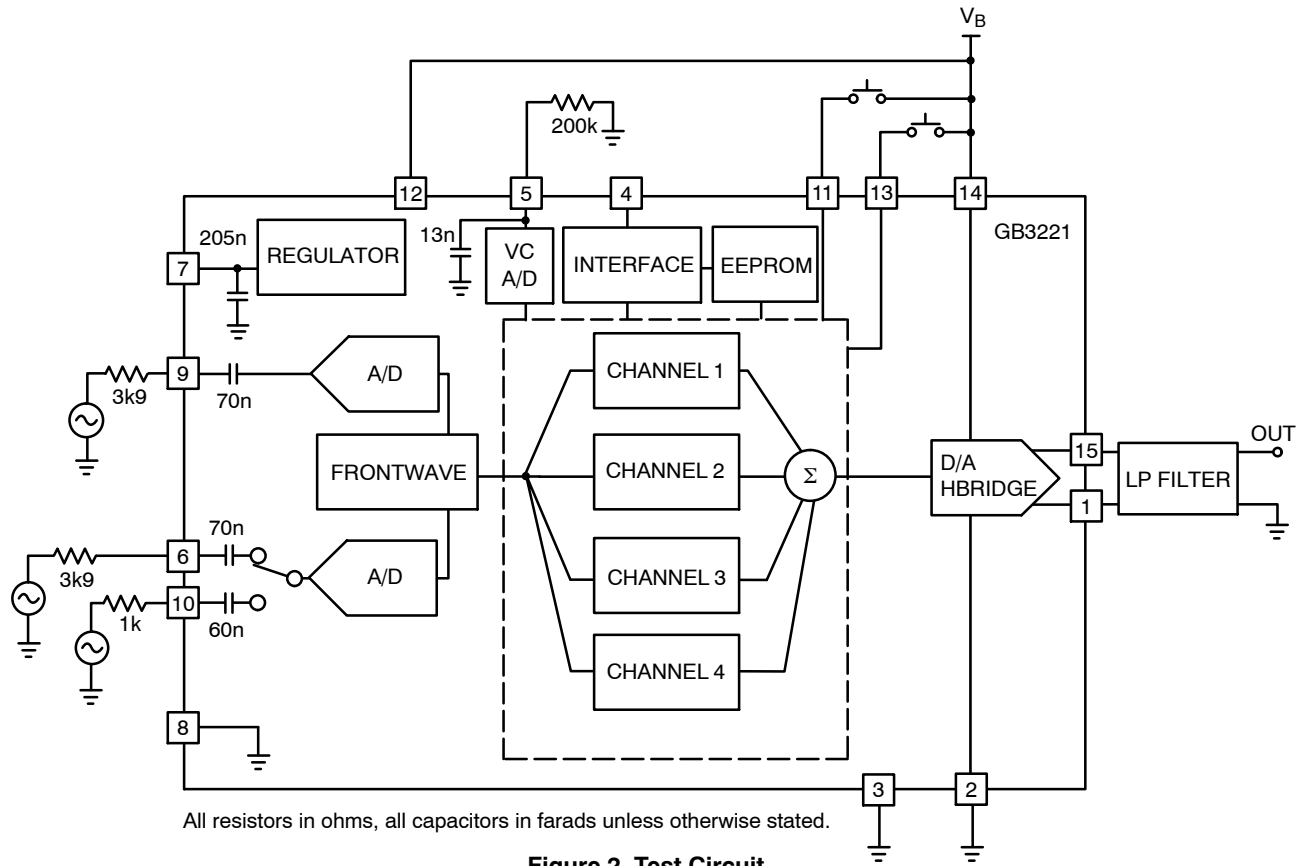 VB
200k
12
5
4
11
13
14
GB3221
205n
REGULATOR
7
13n
VC
A/D
INTERFACE
EEPROM
9
3k9
70n
A/D
CHANNEL 1
FRONTWAVE
CHANNEL 2
Σ
D/A
HBRIDGE
15
1
LP FILTER
OUT
6
3k9
70n
10
1k
60n
A/D
CHANNEL 3
CHANNEL 4
8
3
2
All resistors in ohms, all capacitors in farads unless otherwise stated.
Figure 2. Test Circuit